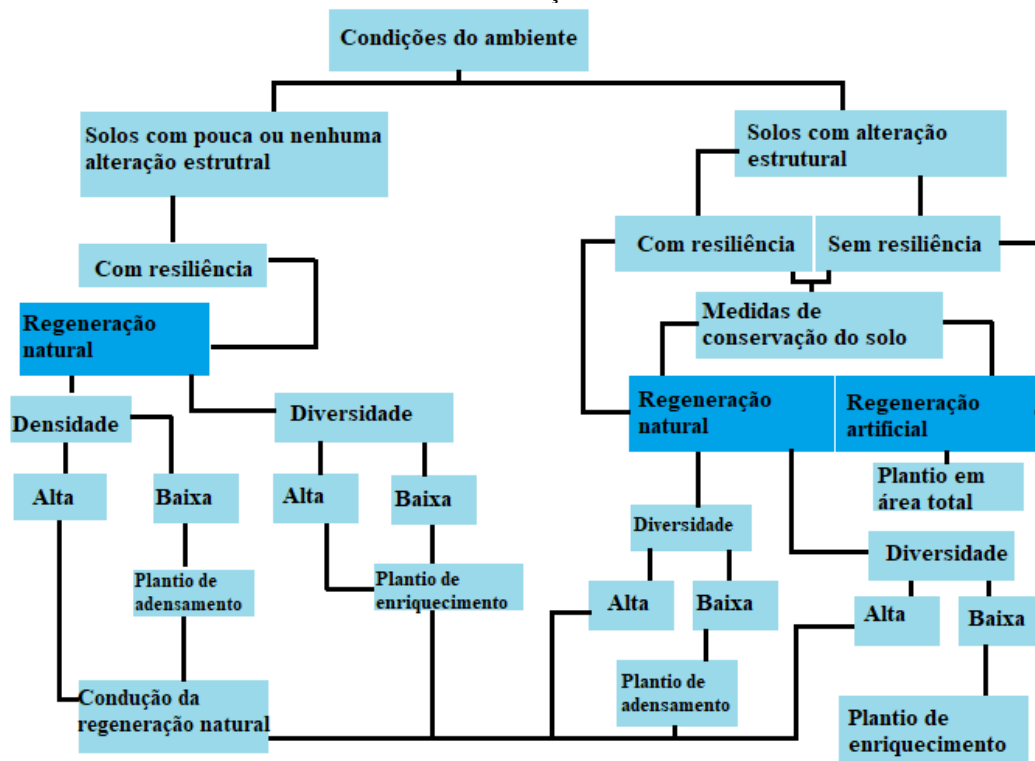 Condições do ambiente
Solos com pouca ou nenhuma
alteração estrutral
Solos com alteração
estrutural
Com resiliência
Com resiliência
Sem resiliência
Regeneração
natural
Medidas de
conservação do solo
Densidade
Diversidade
Regeneração
natural
Regeneração
artificial
Alta
Baixa
Alta
Baixa
Plantio em
área total
Diversidade
Diversidade
Plantio de
adensamento
Plantio de
enriquecimento
Alta
Baixa
Alta
Baixa
Condução da
regeneração natural
Plantio de
adensamento
Plantio de
enriquecimento